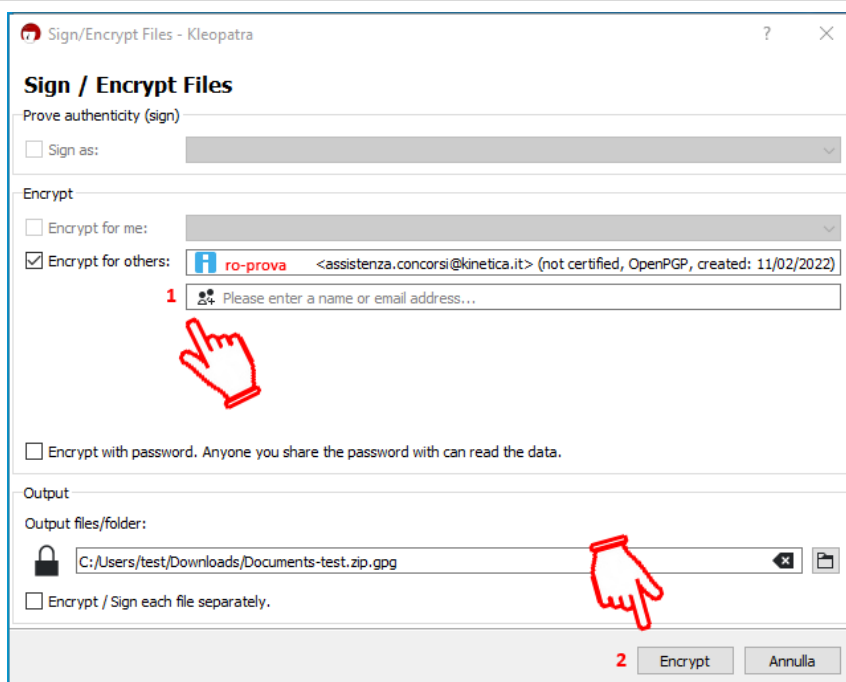 Sign/Encrypt Files - Kleopatra ?
Sign / Encrypt Files
Prove authenticity (sign)
Sign as:
Encrypt
Encrypt for me:
Encrypt for others: ro-prova <assistenza.concorsi@kinetica.it> (not certified, OpenPGP, created: 11/02/2022)
1 Please enter a name or email address...
Encrypt with password. Anyone you share the password with can read the data.
Output
Output files/folder:
C:/Users/test/Downloads/Documents-test.zip.gpg
Encrypt / Sign each file separately.
2 Encrypt Annulla